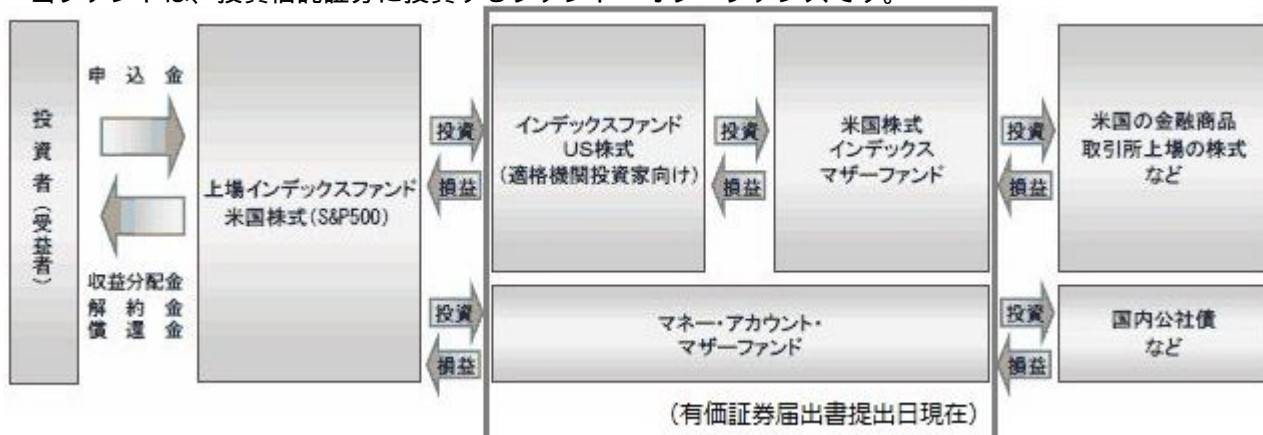 当ファンドは、投資信託証券に投資するファンド・オブ・ファンズです。
投資者(受益者)
申込金
収益分配金
解約金
償還金
上場インデックスファンド
米国株式(S&P500)
投資
損益
投資
損益
インデックスファンド
US株式
(適格機関投資家向け)
投資
損益
米国株式
インデックス
マザーファンド
マネー・アカウント・
マザーファンド
投資
損益
投資
損益
米国の金融商品
取引所上場の株式
など
国内公社債
など
(有価証券届出書提出日現在)